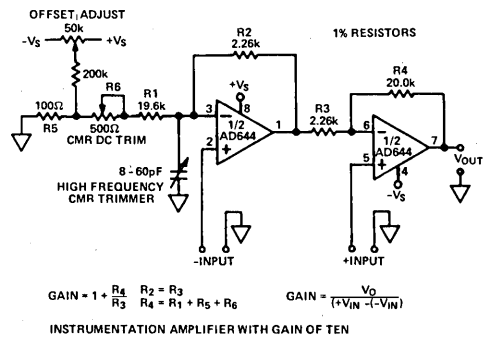 OFFSET, ADJUST
50k
-VS +VS
200k
100Ω
R5
R6
500Ω
CMR DC TRIM
R1
19.6k
R2
2.26k
1% RESISTORS
+VS
8
3
2
1/2
AD644
1
8-60pF
HIGH FREQUENCY
CMR TRIMMER
R3
2.26k
R4
20.0k
6
5
1/2
AD644
7
4
-VS
VOUT
-INPUT
+INPUT
GAIN = 1 + R4/R3 R2 = R3
R4 = R1 + R5 + R6
GAIN = VO/(+VIN -(-VIN)
INSTRUMENTATION AMPLIFIER WITH GAIN OF TEN